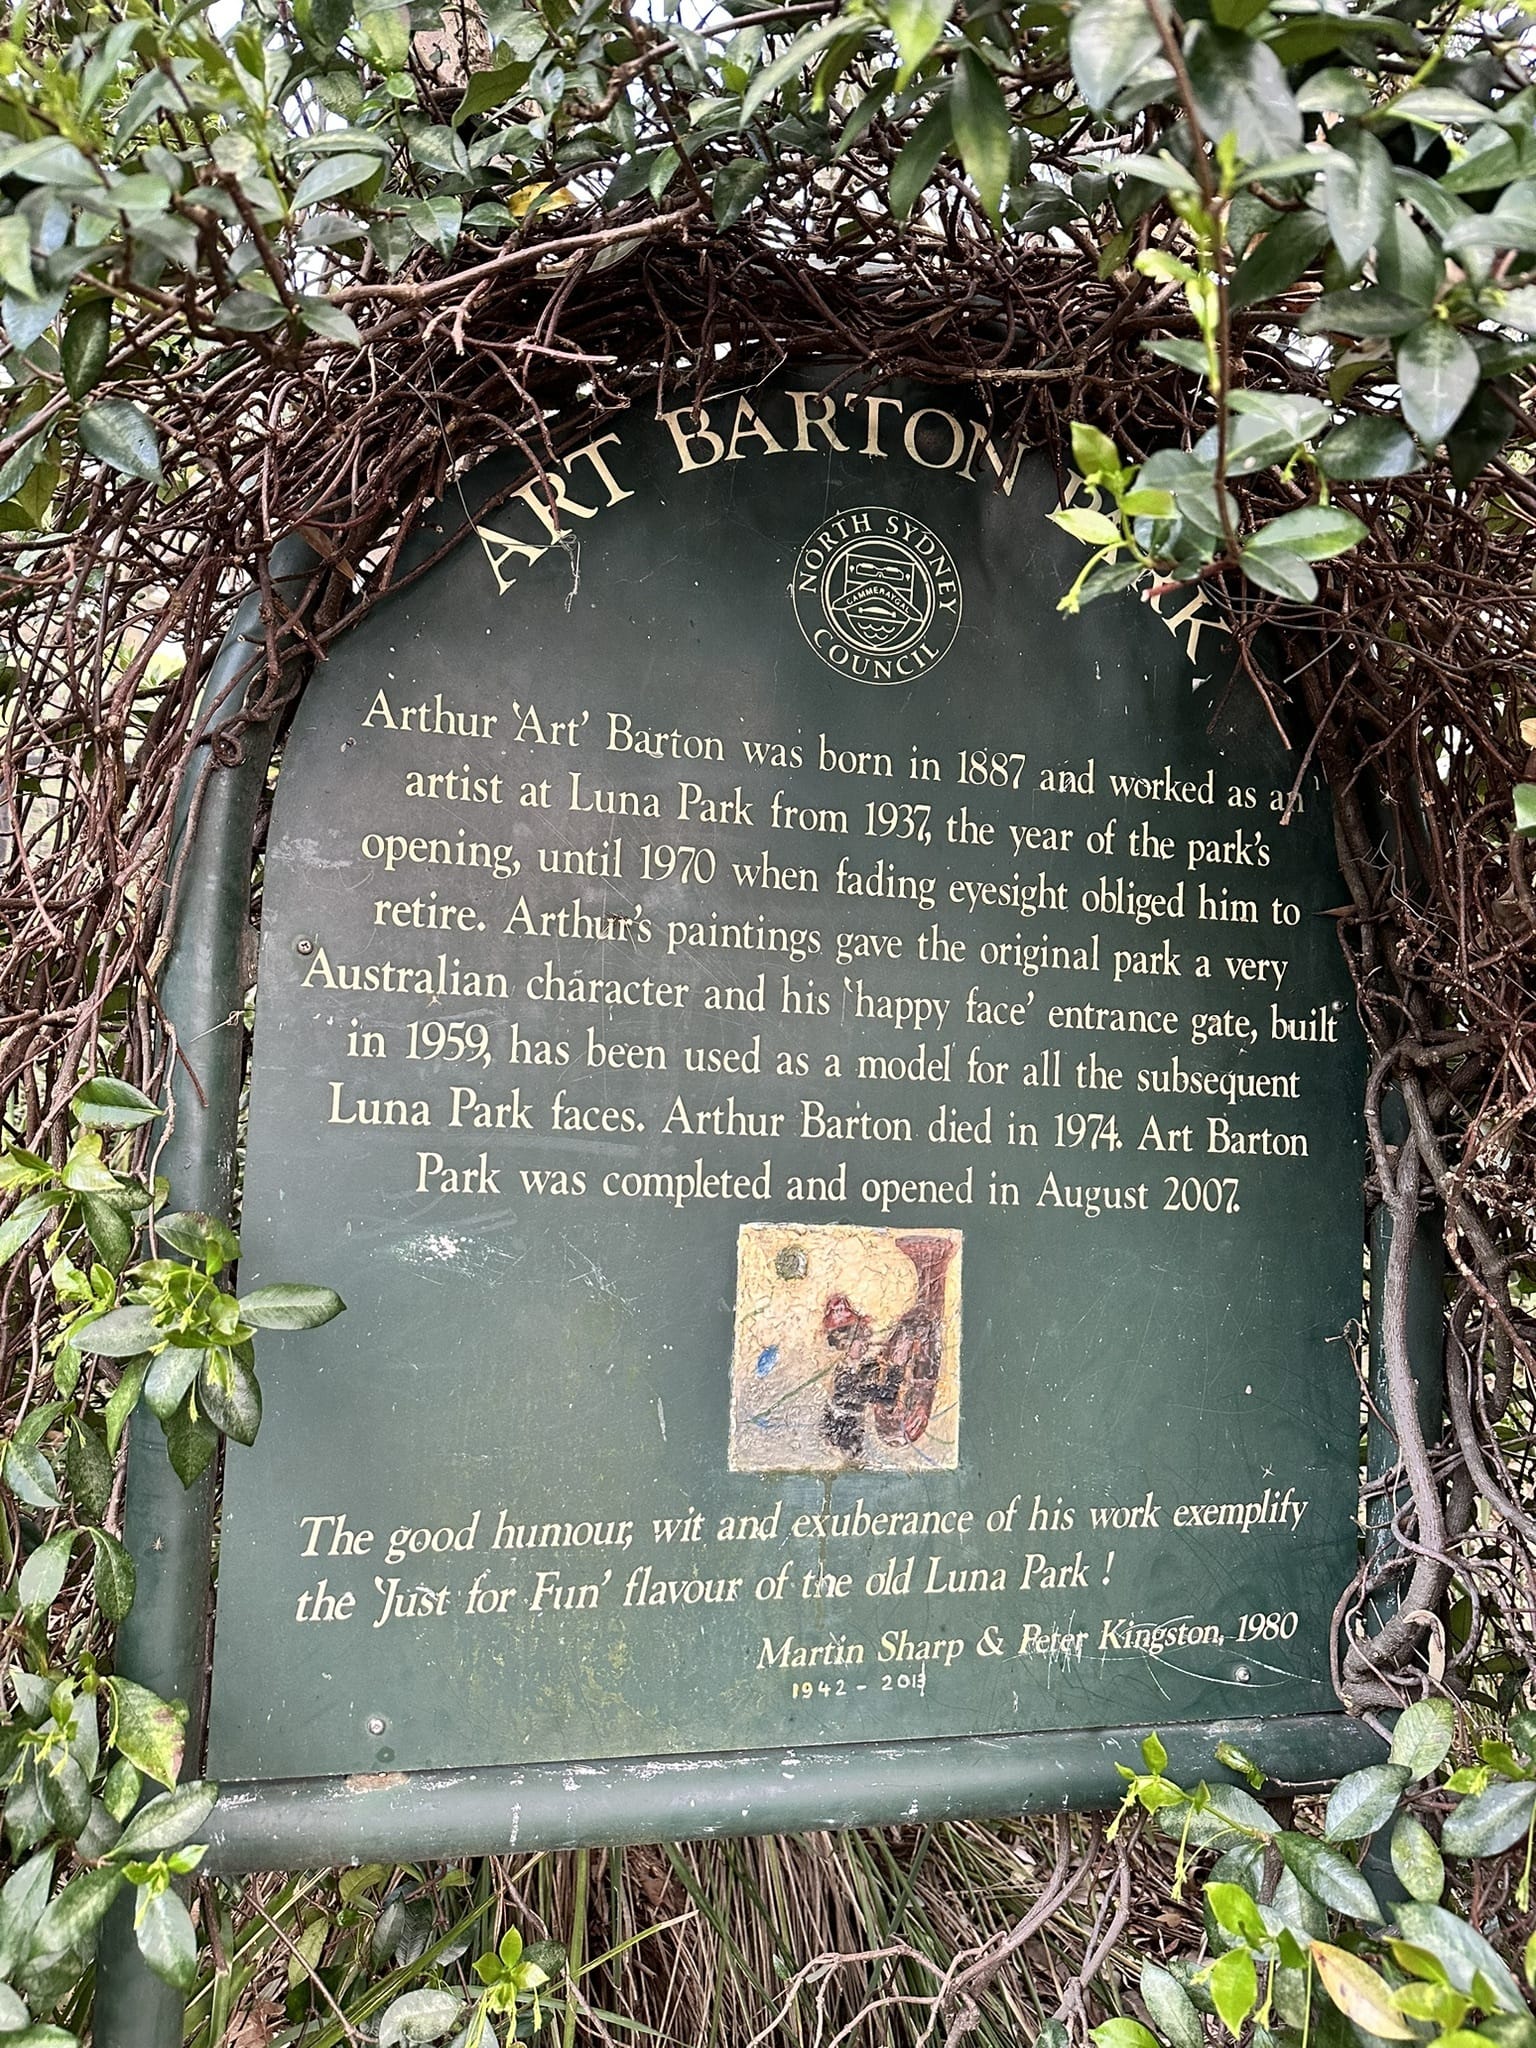 ART BARTON PARK
NORTH SYDNEY
CAMMERAYGAL
COUNCIL
Arthur 'Art' Barton was born in 1887 and worked as an
artist at Luna Park from 1937, the year of the park's
opening, until 1970 when fading eyesight obliged him to
retire. Arthur's paintings gave the original park a very
Australian character and his 'happy face' entrance gate, built
in 1959, has been used as a model for all the subsequent
Luna Park faces. Arthur Barton died in 1974. Art Barton
Park was completed and opened in August 2007.
The good humour, wit and exuberance of his work exemplify
the 'Just for Fun' flavour of the old Luna Park !
Martin Sharp & Peter Kingston, 1980
1942 - 2013